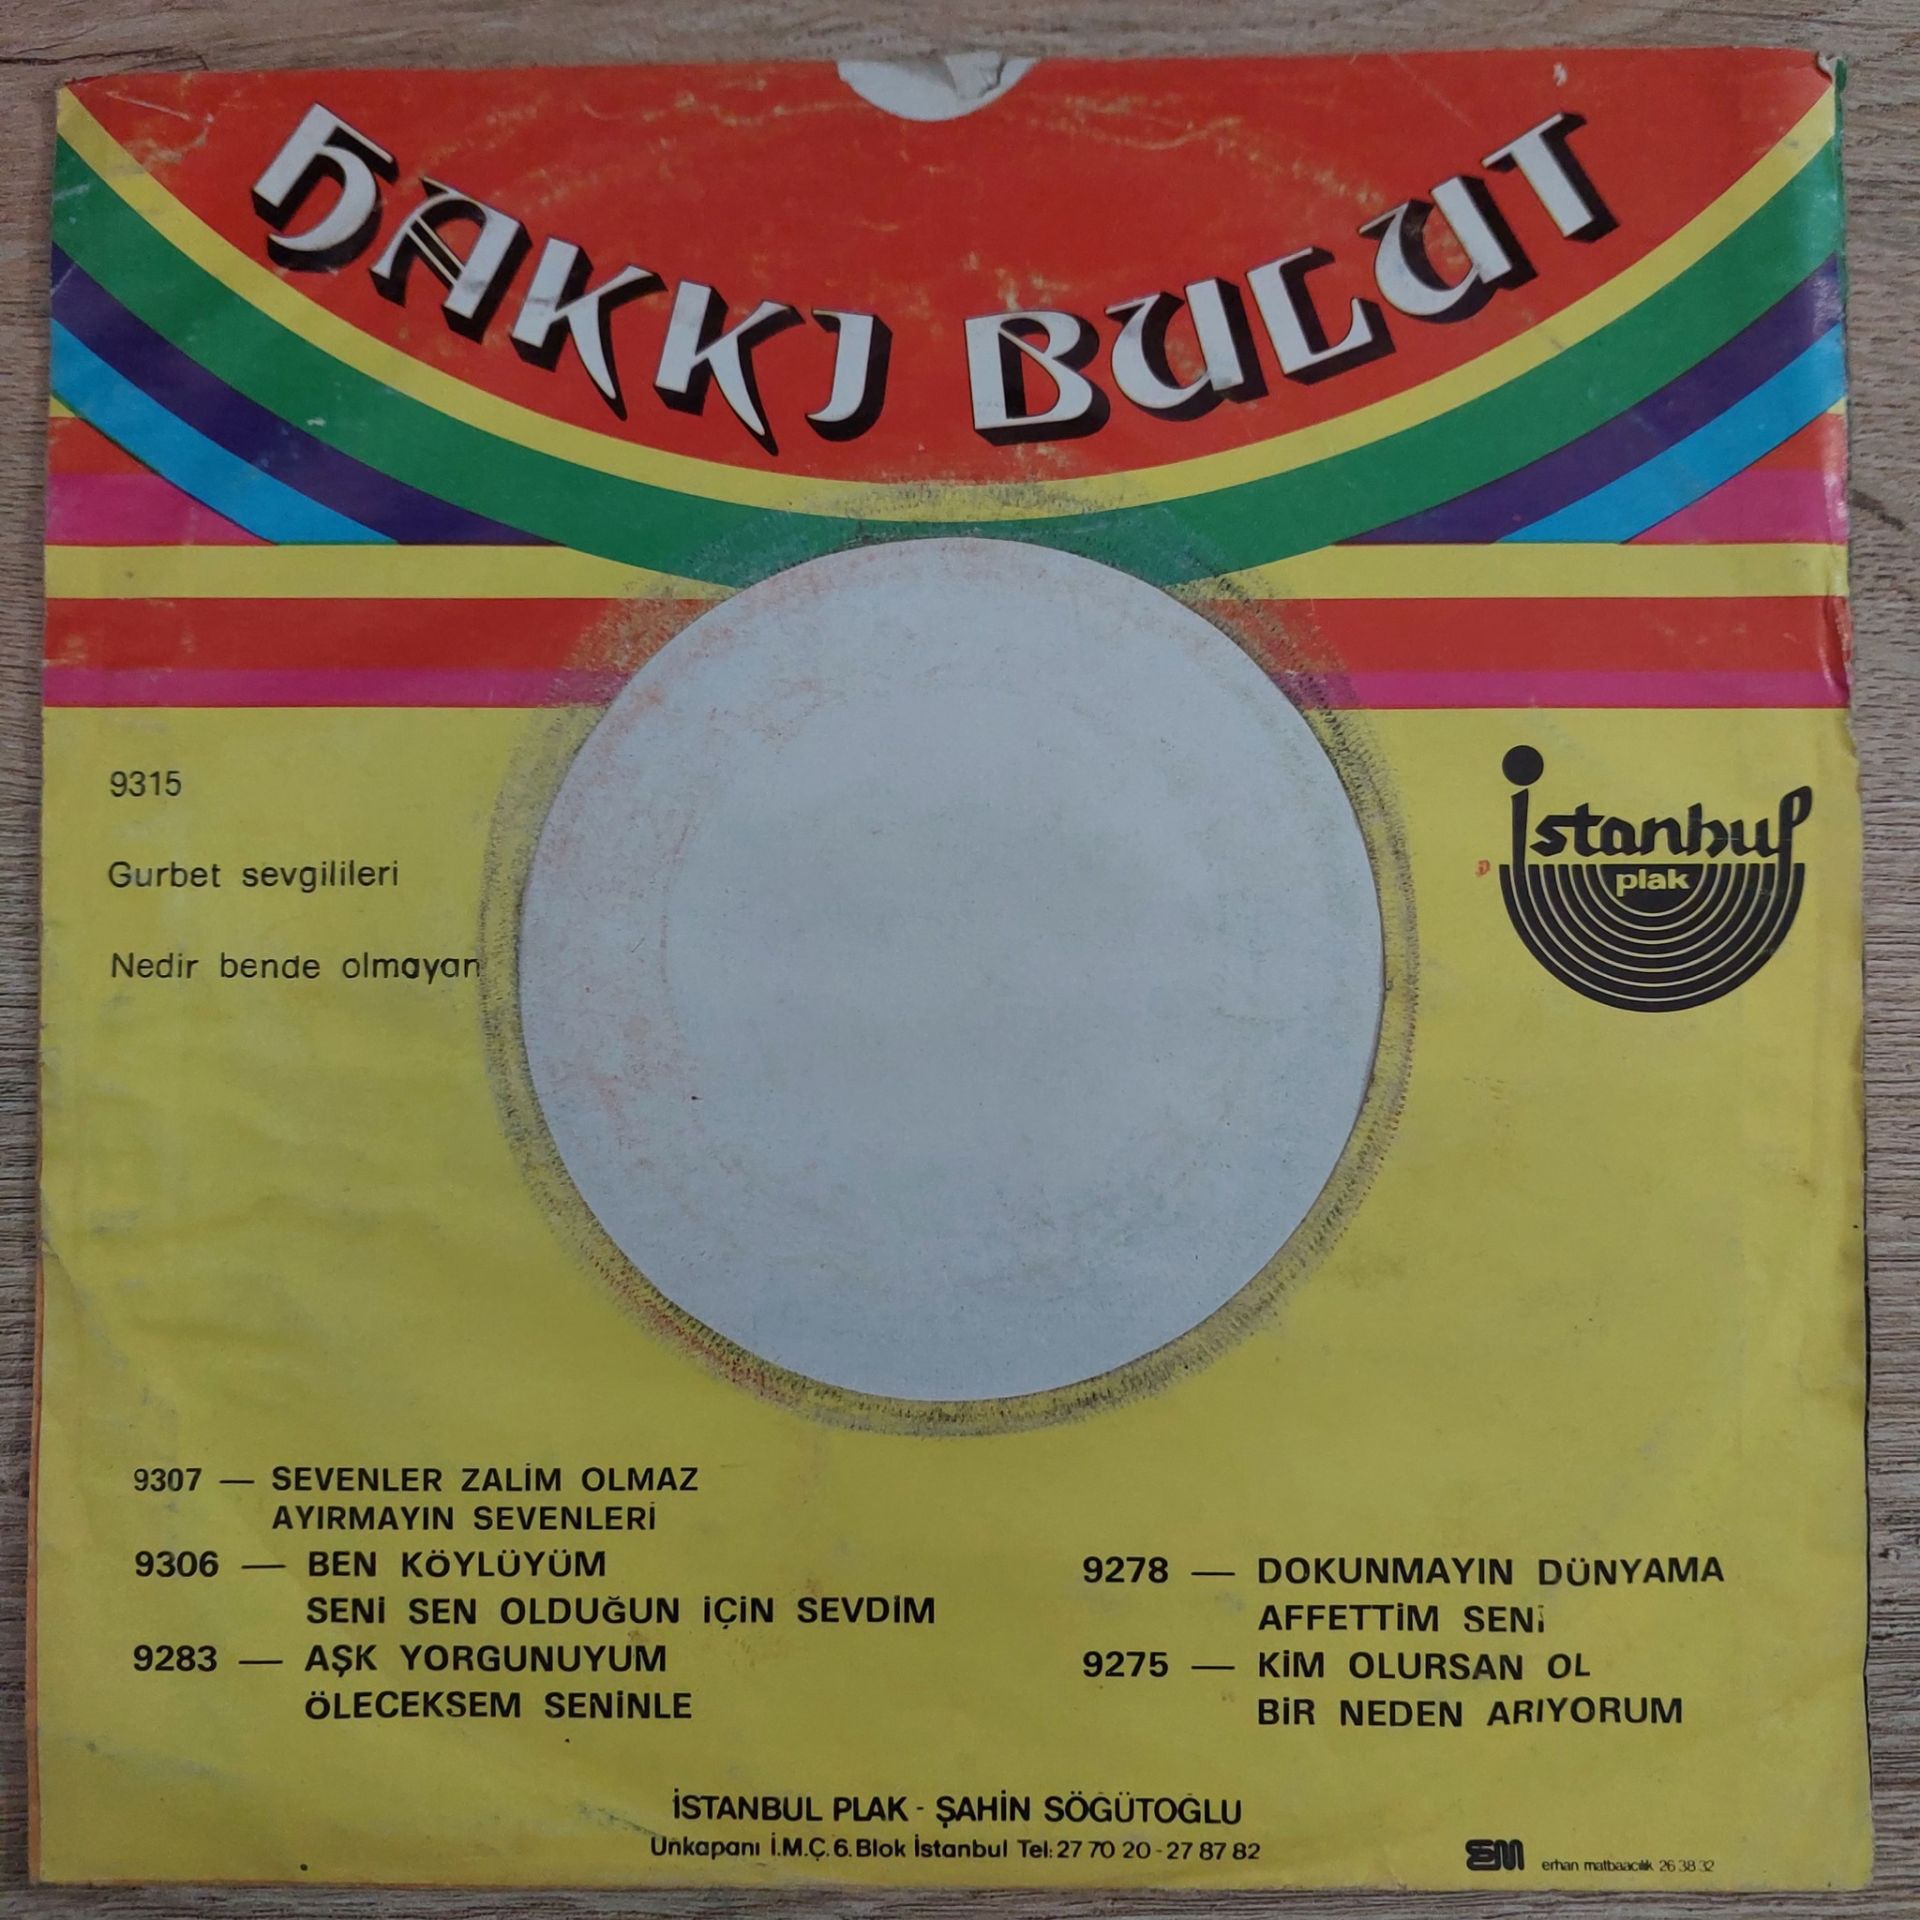 HAKKI BULUT
9315
Gurbet sevgilileri
Nedir bende olmayan
istanbul
plak
9307 — SEVENLER ZALİM OLMAZ
AYIRMAYIN SEVENLERİ
9306 — BEN KÖYLÜYÜM
SENİ SEN OLDUĞUN İÇİN SEVDİM
9283 — AŞK YORGUNUYUM
ÖLECEKSEM SENİNLE
9278 — DOKUNMAYIN DÜNYAMA
AFFETTİM SENİ
9275 — KİM OLURSAN OL
BİR NEDEN ARIYORUM
İSTANBUL PLAK - ŞAHİN SÖĞÜTOĞLU
Unkapanı İ.M.Ç. 6. Blok İstanbul Tel: 27 70 20 - 27 87 82
EM erhan matbaacılık 26 38 32